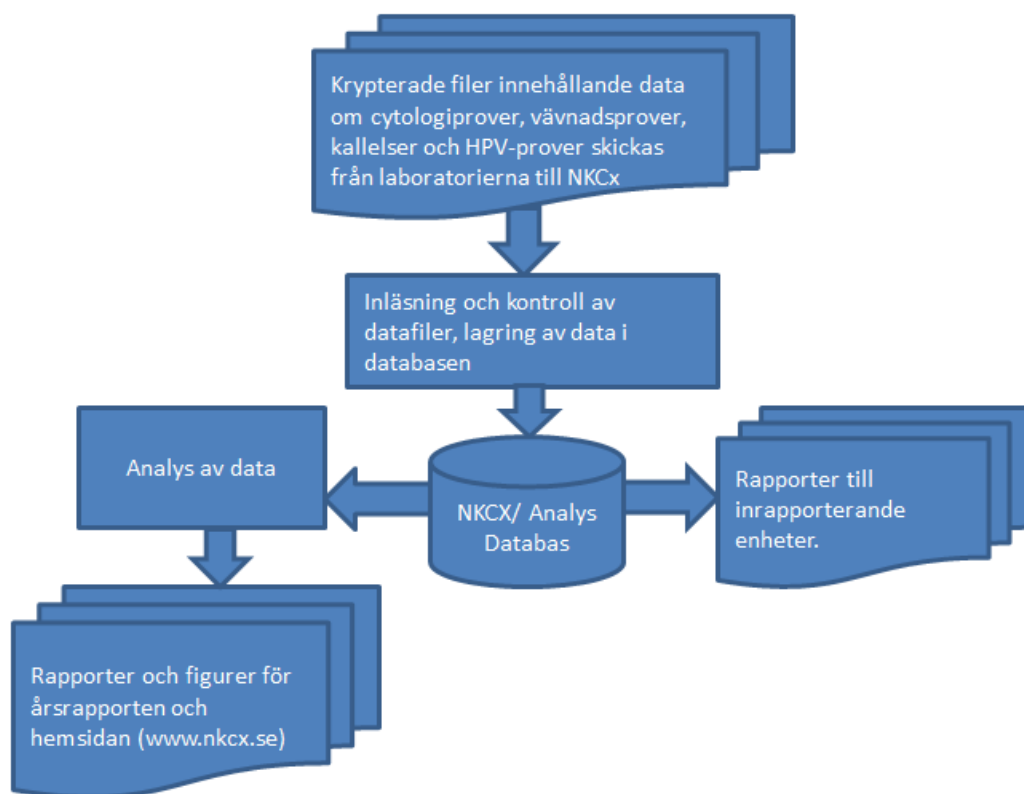 Krypterade filer innehållande data
om cytologiprover, vävnadsprover,
kallelser och HPV-prover skickas
från laboratorierna till NKCx
Inläsning och kontroll av
datafiler, lagring av data i
databasen
Analys av data
NKCX/ Analys
Databas
Rapporter till
inrapporterande
enheter.
Rapporter och figurer för
årsrapporten och
hemsidan (www.nkcx.se)